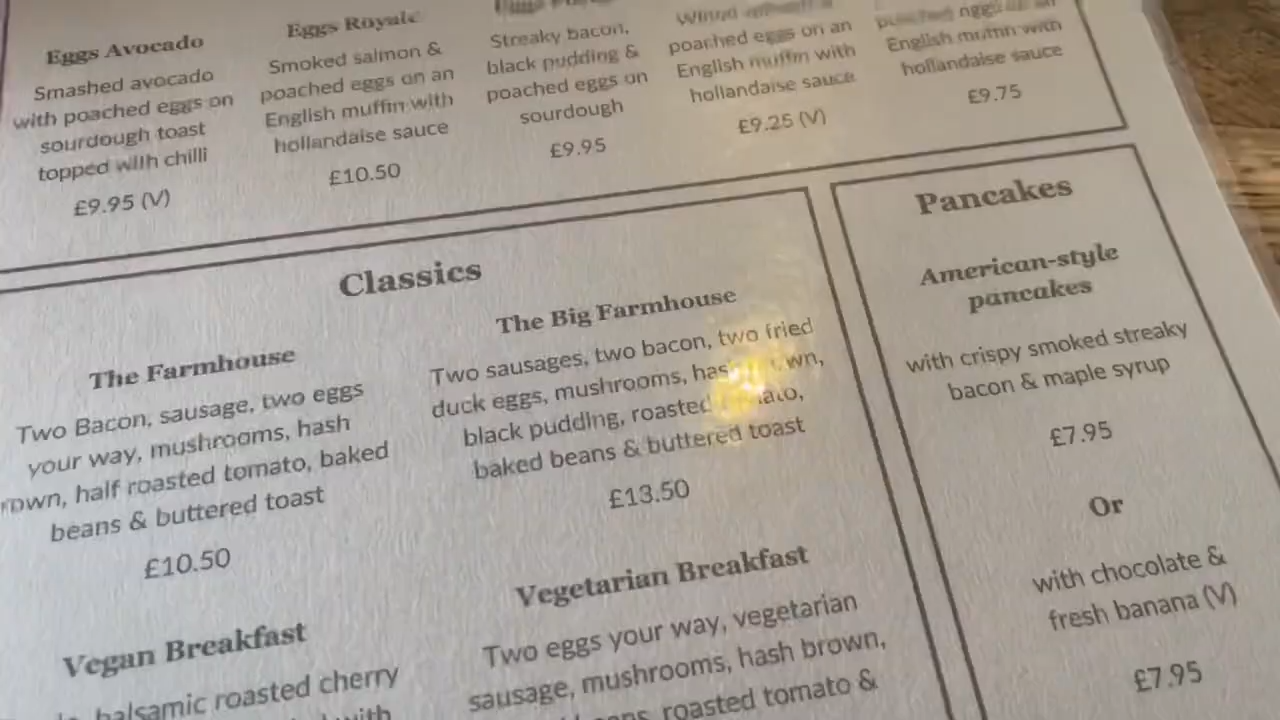 Eggs Avocado
Smashed avocado
with poached eggs on
sourdough toast
topped with chilli
£9.95 (V)
Eggs Royale
Smoked salmon &
poached eggs on an
English muffin with
hollandaise sauce
£10.50
Streaky bacon,
black pudding &
poached eggs on
sourdough
£9.95
poached eggs on an
English muffin with
hollandaise sauce
£9.25 (V)
English muffin with
hollandaise sauce
£9.75
Classics
The Farmhouse
Two Bacon, sausage, two eggs
your way, mushrooms, hash
half roasted tomato, baked
beans & buttered toast
£10.50
The Big Farmhouse
Two sausages, two bacon, two fried
duck eggs, mushrooms,
black pudding, roasted
baked beans & buttered toast
£13.50
Vegan Breakfast
balsamic roasted cherry
with
Vegetarian Breakfast
Two eggs your way, vegetarian
sausage, mushrooms, hash brown,
roasted tomato &
Pancakes
American-style
pancakes
with crispy smoked streaky
bacon & maple syrup
£7.95
Or
with chocolate &
fresh banana (V)
£7.95